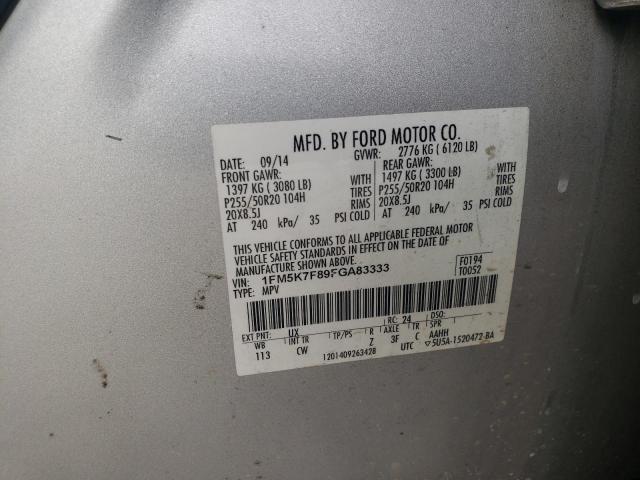 MFD. BY FORD MOTOR CO.
DATE: 09/14 GVWR: 2776 KG ( 6120 LB)
FRONT GAWR: WITH REAR GAWR: WITH
1397 KG ( 3080 LB) TIRES 1497 KG ( 3300 LB) TIRES
P255/50R20 104H RIMS P255/50R20 104H RIMS
20X8.5J 20X8.5J
AT 240 kPa/ 35 PSI COLD AT 240 kPa/ 35 PSI COLD
THIS VEHICLE CONFORMS TO ALL APPLICABLE FEDERAL MOTOR
VEHICLE SAFETY STANDARDS IN EFFECT ON THE DATE OF
MANUFACTURE SHOWN ABOVE.
VIN: 1FM5K7F89FGA83333 F0194
TYPE: MPV T0052
EXT PNT: UX RC: 24 DSO:
WB INT TR TP/PS R AXLE TR SPR
113 CW Z 3F C AAHH
1201409263428 UTC ▽5U5A-1520472-BA